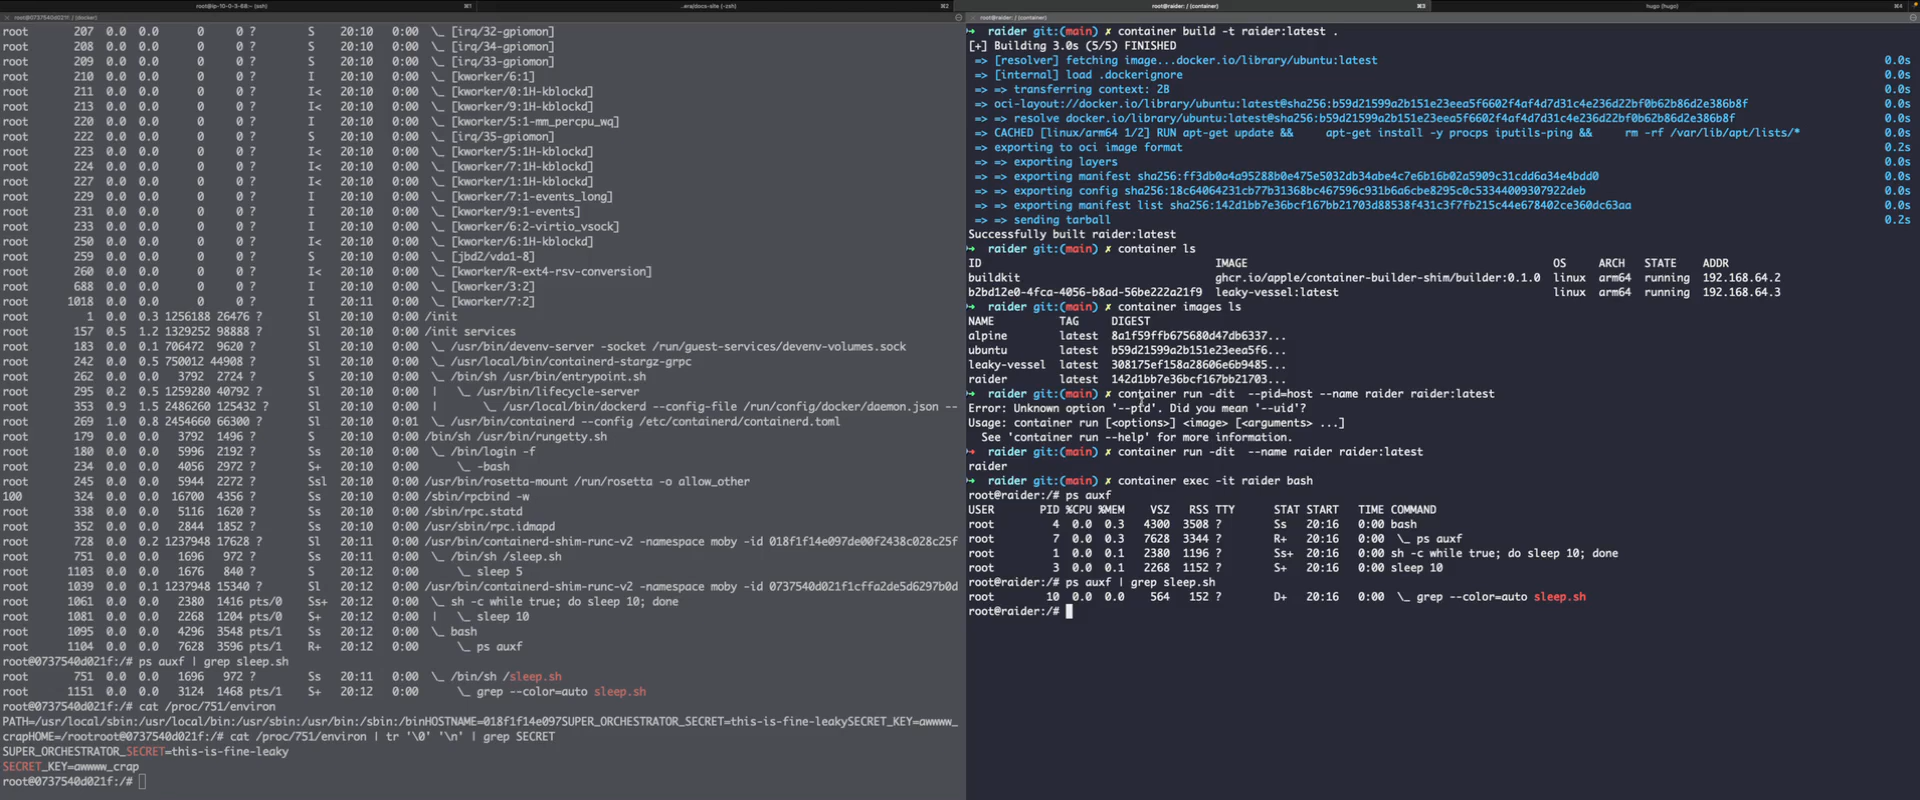 root@ip-10-0-3-68:~ (ssh)
⌘1
..era/docs-site (-zsh)
⌘2
root@raider: / (container)
⌘3
hugo (hugo)
⌘4
root@0737540d021f: / (docker)
root 207 0.0 0.0 0 0 ? S 20:10 0:00 \_ [irq/32-gpiomon]
root 208 0.0 0.0 0 0 ? S 20:10 0:00 \_ [irq/34-gpiomon]
root 209 0.0 0.0 0 0 ? S 20:10 0:00 \_ [irq/33-gpiomon]
root 210 0.0 0.0 0 0 ? I 20:10 0:00 \_ [kworker/6:1]
root 211 0.0 0.0 0 0 ? I< 20:10 0:00 \_ [kworker/0:1H-kblockd]
root 213 0.0 0.0 0 0 ? I< 20:10 0:00 \_ [kworker/9:1H-kblockd]
root 220 0.0 0.0 0 0 ? I 20:10 0:00 \_ [kworker/5:1-mm_percpu_wq]
root 222 0.0 0.0 0 0 ? S 20:10 0:00 \_ [irq/35-gpiomon]
root 223 0.0 0.0 0 0 ? I< 20:10 0:00 \_ [kworker/5:1H-kblockd]
root 224 0.0 0.0 0 0 ? I< 20:10 0:00 \_ [kworker/7:1H-kblockd]
root 227 0.0 0.0 0 0 ? I< 20:10 0:00 \_ [kworker/1:1H-kblockd]
root 229 0.0 0.0 0 0 ? I 20:10 0:00 \_ [kworker/7:1-events_long]
root 231 0.0 0.0 0 0 ? I 20:10 0:00 \_ [kworker/9:1-events]
root 233 0.0 0.0 0 0 ? I 20:10 0:00 \_ [kworker/6:2-virtio_vsock]
root 250 0.0 0.0 0 0 ? I< 20:10 0:00 \_ [kworker/6:1H-kblockd]
root 259 0.0 0.0 0 0 ? S 20:10 0:00 \_ [jbd2/vda1-8]
root 260 0.0 0.0 0 0 ? I< 20:10 0:00 \_ [kworker/R-ext4-rsv-conversion]
root 688 0.0 0.0 0 0 ? I 20:10 0:00 \_ [kworker/3:2]
root 1018 0.0 0.0 0 0 ? I 20:11 0:00 \_ [kworker/7:2]
root 1 0.0 0.3 1256188 26476 ? Sl 20:10 0:00 /init
root 157 0.5 1.2 1329252 98888 ? Sl 20:10 0:00 /init services
root 183 0.0 0.1 706472 9620 ? Sl 20:10 0:00 \_ /usr/bin/devenv-server -socket /run/guest-services/devenv-volumes.sock
root 242 0.0 0.5 750012 44908 ? Sl 20:10 0:00 \_ /usr/local/bin/containerd-stargz-grpc
root 262 0.0 0.0 3792 2724 ? S 20:10 0:00 \_ /bin/sh /usr/bin/entrypoint.sh
root 295 0.2 0.5 1259280 40792 ? Sl 20:10 0:00 | \_ /usr/bin/lifecycle-server
root 353 0.9 1.5 2486260 125432 ? Sl 20:10 0:00 | \_ /usr/local/bin/dockerd --config-file /run/config/docker/daemon.json --
root 269 1.0 0.8 2454660 66300 ? Sl 20:10 0:01 \_ /usr/bin/containerd --config /etc/containerd/containerd.toml
root 179 0.0 0.0 3792 1496 ? S 20:10 0:00 /bin/sh /usr/bin/rungetty.sh
root 180 0.0 0.0 5996 2192 ? Ss 20:10 0:00 \_ /bin/login -f
root 234 0.0 0.0 4056 2972 ? S+ 20:10 0:00 \_ -bash
root 245 0.0 0.0 5944 2272 ? Ssl 20:10 0:00 /usr/bin/rosetta-mount /run/rosetta -o allow_other
100 324 0.0 0.0 16700 4356 ? Ss 20:10 0:00 /sbin/rpcbind -w
root 338 0.0 0.0 5116 1620 ? Ss 20:10 0:00 /sbin/rpc.statd
root 352 0.0 0.0 2844 1852 ? Ss 20:10 0:00 /usr/sbin/rpc.idmapd
root 728 0.0 0.2 1237948 17628 ? Sl 20:11 0:00 /usr/bin/containerd-shim-runc-v2 -namespace moby -id 018f1f14e097de00f2438c028c25f
root 751 0.0 0.0 1696 972 ? Ss 20:11 0:00 \_ /bin/sh /sleep.sh
root 1103 0.0 0.0 1676 840 ? S 20:12 0:00 \_ sleep 5
root 1039 0.0 0.1 1237948 15340 ? Sl 20:12 0:00 /usr/bin/containerd-shim-runc-v2 -namespace moby -id 0737540d021f1cffa2de5d6297b0d
root 1061 0.0 0.0 2380 1416 pts/0 Ss+ 20:12 0:00 \_ sh -c while true; do sleep 10; done
root 1081 0.0 0.0 2268 1204 pts/0 S+ 20:12 0:00 | \_ sleep 10
root 1095 0.0 0.0 4296 3548 pts/1 Ss 20:12 0:00 \_ bash
root 1104 0.0 0.0 7628 3596 pts/1 R+ 20:12 0:00 \_ ps auxf
root@0737540d021f:/# ps auxf | grep sleep.sh
root 751 0.0 0.0 1696 972 ? Ss 20:11 0:00 \_ /bin/sh /sleep.sh
root 1151 0.0 0.0 3124 1468 pts/1 S+ 20:12 0:00 \_ grep --color=auto sleep.sh
root@0737540d021f:/# cat /proc/751/environ
PATH=/usr/local/sbin:/usr/local/bin:/usr/sbin:/usr/bin:/sbin:/binHOSTNAME=018f1f14e097SUPER_ORCHESTRATOR_SECRET=this-is-fine-leakySECRET_KEY=awwww_
crapHOME=/rootroot@0737540d021f:/# cat /proc/751/environ | tr '\0' '\n' | grep SECRET
SUPER_ORCHESTRATOR_SECRET=this-is-fine-leaky
SECRET_KEY=awwww_crap
root@0737540d021f:/#
root@raider: / (container)
→ raider git:(main) ✗ container build -t raider:latest .
[+] Building 3.0s (5/5) FINISHED
=> [resolver] fetching image...docker.io/library/ubuntu:latest 0.0s
=> [internal] load .dockerignore 0.0s
=> => transferring context: 2B 0.0s
=> oci-layout://docker.io/library/ubuntu:latest@sha256:b59d21599a2b151e23eea5f6602f4af4d7d31c4e236d22bf0b62b86d2e386b8f 0.0s
=> => resolve docker.io/library/ubuntu:latest@sha256:b59d21599a2b151e23eea5f6602f4af4d7d31c4e236d22bf0b62b86d2e386b8f 0.0s
=> CACHED [linux/arm64 1/2] RUN apt-get update && apt-get install -y procps iputils-ping && rm -rf /var/lib/apt/lists/* 0.0s
=> exporting to oci image format 0.2s
=> => exporting layers 0.0s
=> => exporting manifest sha256:ff3db0a4a95288b0e475e5032db34abe4c7e6b16b02a5909c31cdd6a34e4bdd0 0.0s
=> => exporting config sha256:18c64064231cb77b31368bc467596c931b6a6cbe8295c0c53344009307922deb 0.0s
=> => exporting manifest list sha256:142d1bb7e36bcf167bb21703d88538f431c3f7fb215c44e678402ce360dc63aa 0.0s
=> => sending tarball 0.2s
Successfully built raider:latest
→ raider git:(main) ✗ container ls
ID IMAGE OS ARCH STATE ADDR
buildkit ghcr.io/apple/container-builder-shim/builder:0.1.0 linux arm64 running 192.168.64.2
b2bd12e0-4fca-4056-b8ad-56be222a21f9 leaky-vessel:latest linux arm64 running 192.168.64.3
→ raider git:(main) ✗ container images ls
NAME TAG DIGEST
alpine latest 8a1f59ffb675680d47db6337...
ubuntu latest b59d21599a2b151e23eea5f6...
leaky-vessel latest 308175ef158a28606e6b9485...
raider latest 142d1bb7e36bcf167bb21703...
→ raider git:(main) ✗ container run -dit --pid=host --name raider raider:latest
Error: Unknown option '--pid'. Did you mean '--uid'?
Usage: container run [<options>] <image> [<arguments> ...]
See 'container run --help' for more information.
→ raider git:(main) ✗ container run -dit --name raider raider:latest
raider
→ raider git:(main) ✗ container exec -it raider bash
root@raider:/# ps auxf
USER PID %CPU %MEM VSZ RSS TTY STAT START TIME COMMAND
root 4 0.0 0.3 4300 3508 ? Ss 20:16 0:00 bash
root 7 0.0 0.3 7628 3344 ? R+ 20:16 0:00 \_ ps auxf
root 1 0.0 0.1 2380 1196 ? Ss+ 20:16 0:00 sh -c while true; do sleep 10; done
root 3 0.0 0.1 2268 1152 ? S+ 20:16 0:00 sleep 10
root@raider:/# ps auxf | grep sleep.sh
root 10 0.0 0.0 564 152 ? D+ 20:16 0:00 \_ grep --color=auto sleep.sh
root@raider:/#